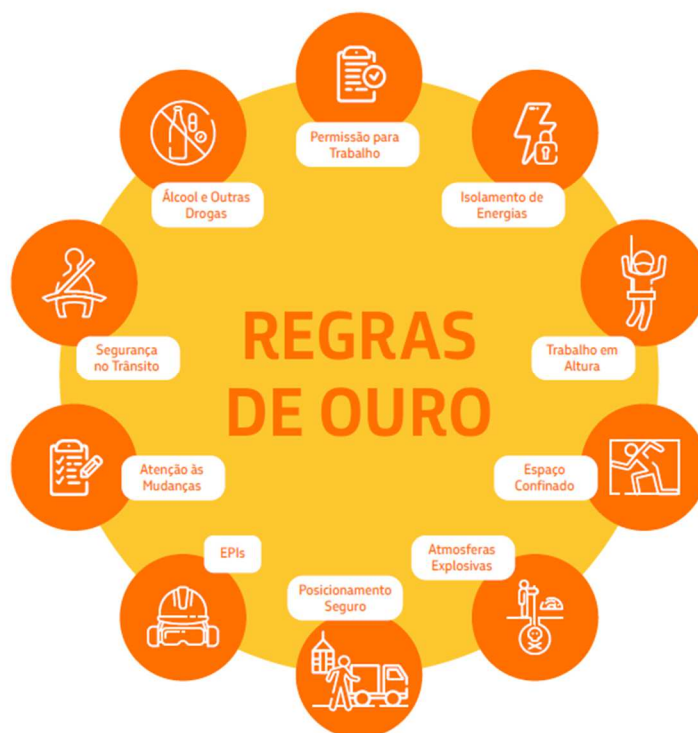 Permissão para
Trabalho
Isolamento de
Energias
Trabalho em
Altura
Espaço
Confinado
Atmosferas
Explosivas
Posicionamento
Seguro
EPIs
Atenção às
Mudanças
Segurança
no Trânsito
Álcool e Outras
Drogas
REGRAS
DE OURO